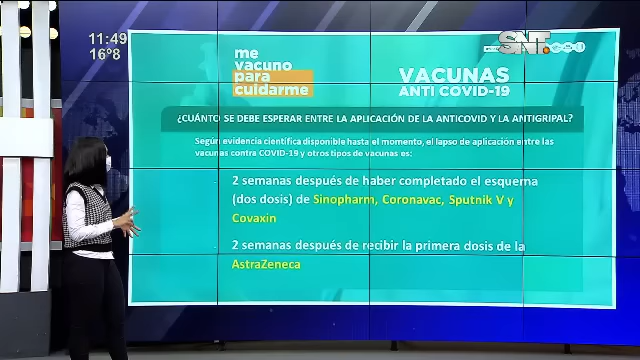 11:49
16°8
SNT
me
vacuno
para
cuidarme
VACUNAS
ANTI COVID-19
¿CUÁNTO SE DEBE ESPERAR ENTRE LA APLICACIÓN DE LA ANTICOVID Y LA ANTIGRIPAL?
Según evidencia científica disponible hasta el momento, el lapso de aplicación entre las
vacunas contra COVID-19 y otros tipos de vacunas es:
2 semanas después de haber completado el esquema
(dos dosis) de Sinopharm, Coronavac, Sputnik V y
Covaxin
2 semanas después de recibir la primera dosis de la
AstraZeneca